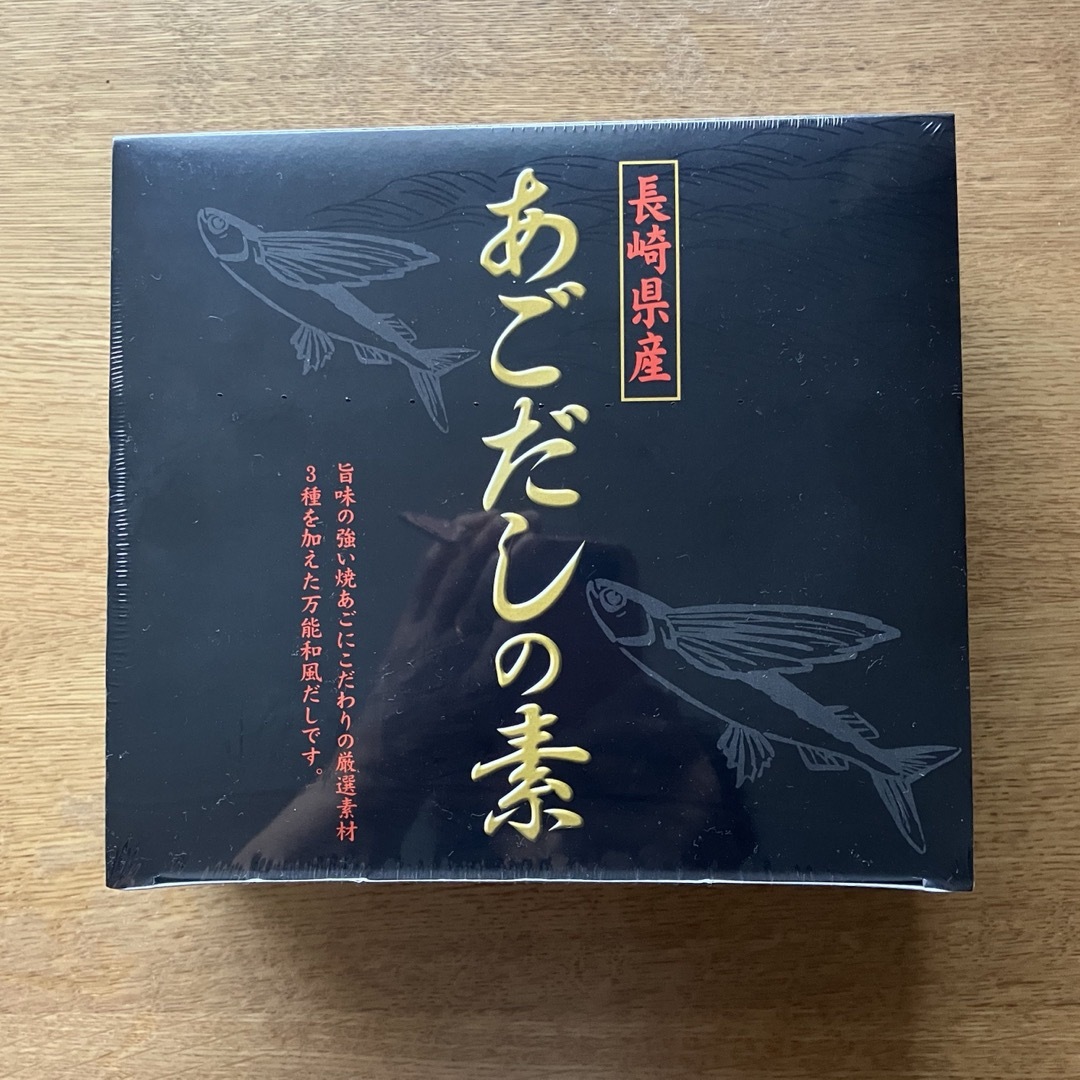 長崎県産
あごだしの素
旨味の強い焼あごにこだわりの厳選素材
3種を加えた万能和風だしです。